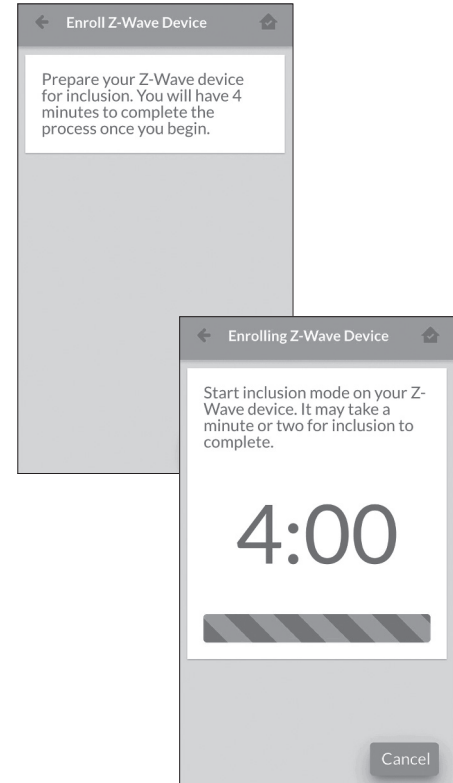 Enroll Z-Wave Device
Prepare your Z-Wave device
for inclusion. You will have 4
minutes to complete the
process once you begin.
Enrolling Z-Wave Device
Start inclusion mode on your Z-
Wave device. It may take a
minute or two for inclusion to
complete.
4:00
Cancel